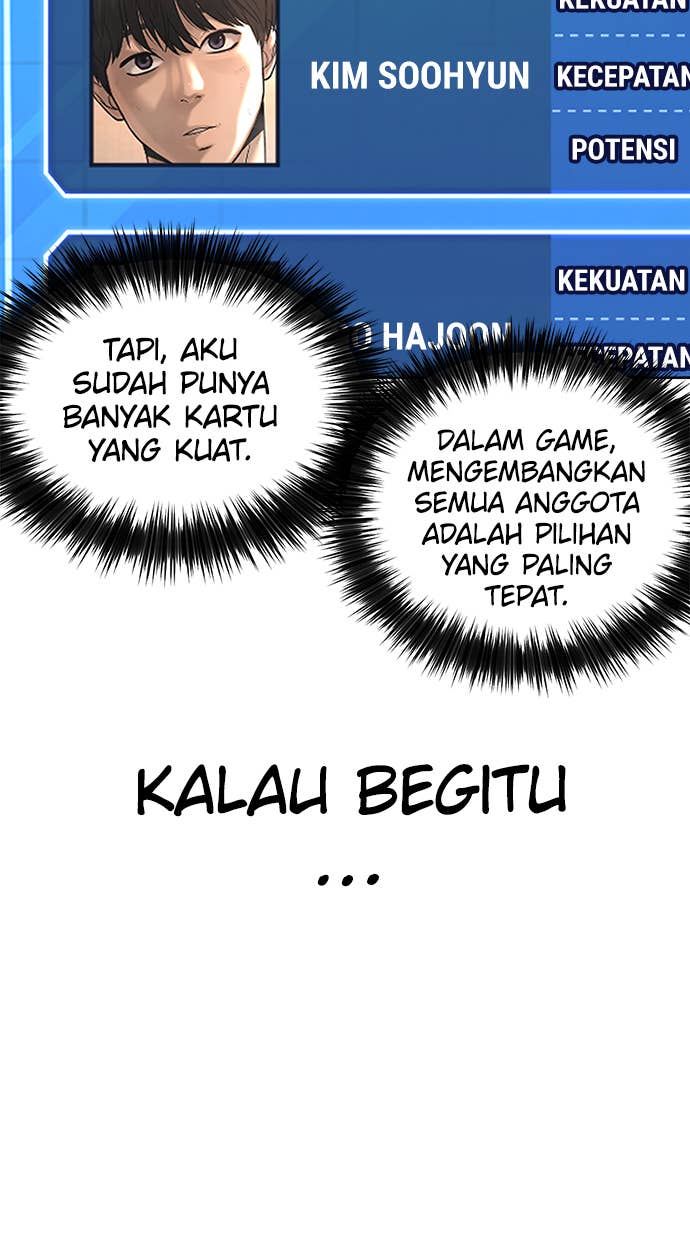 KEKUATAN
KIM SOOHYUN
KECEPATAN
POTENSI
KEKUATAN
HAJOON
TAPI, AKU
SUDAH PUNYA
BANYAK KARTU
YANG KUAT.
DALAM GAME,
MENGEMBANGKAN
SEMUA ANGGOTA
ADALAH PILIHAN
YANG PALING
TEPAT.
KALAU BEGITU
...